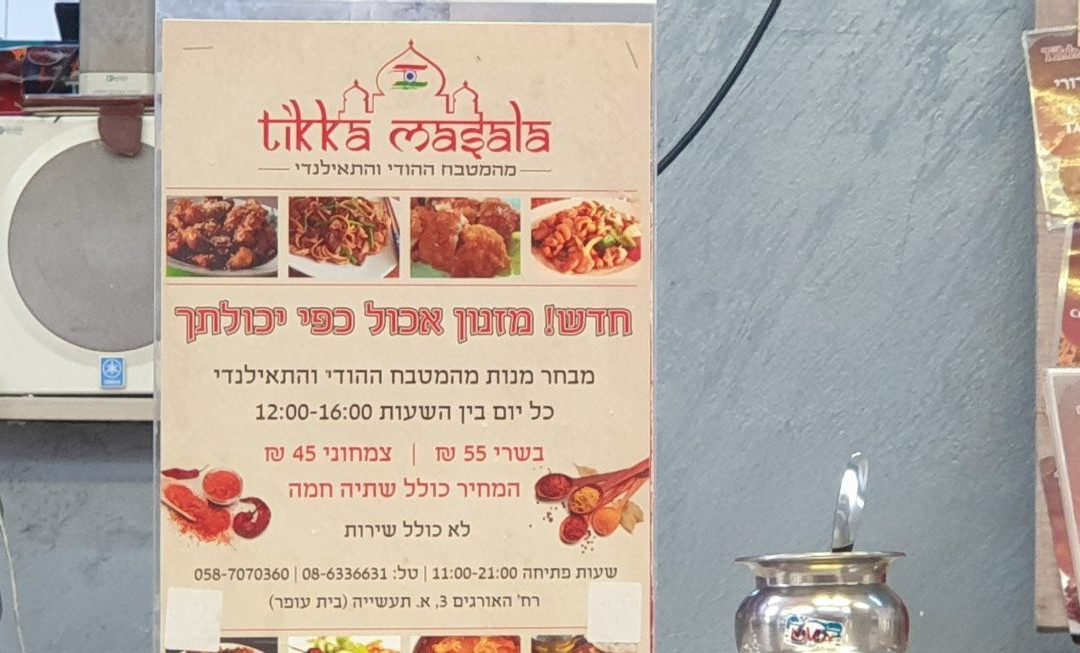 tikka masala
מהמטבח ההודי והתאילנדי
חדש! מזנון אכול כפי יכולתך
מבחר מנות מהמטבח ההודי והתאילנדי
כל יום בין השעות 12:00-16:00
בשרי 55 ₪ | צמחוני 45 ₪
המחיר כולל שתיה חמה
לא כולל שירות
שעות פתיחה 11:00-21:00 | טל: 08-6336631 | 058-7070360
רח' האורגים 3, א. תעשייה (בית עופר)
YAMAHA